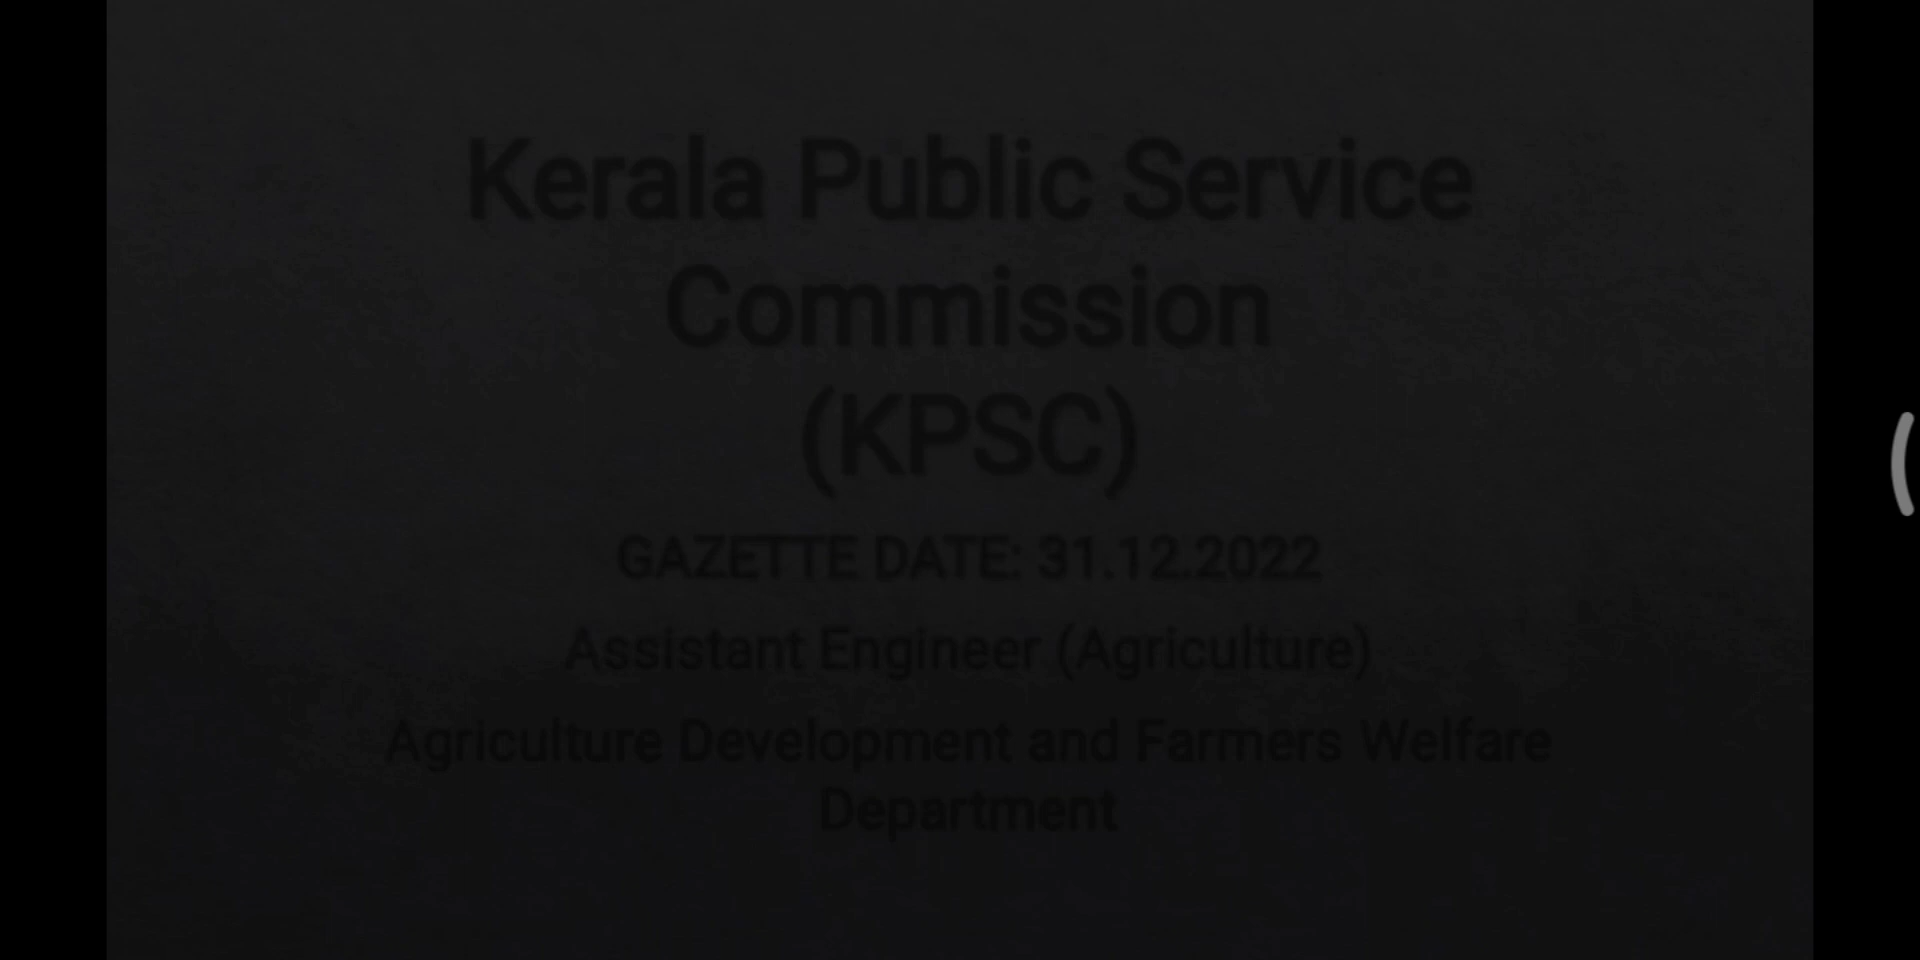 Kerala Public Service
Commission
(KPSC)
GAZETTE DATE: 31.12.2022
Assistant Engineer (Agriculture)
Agriculture Development and Farmers Welfare
Department